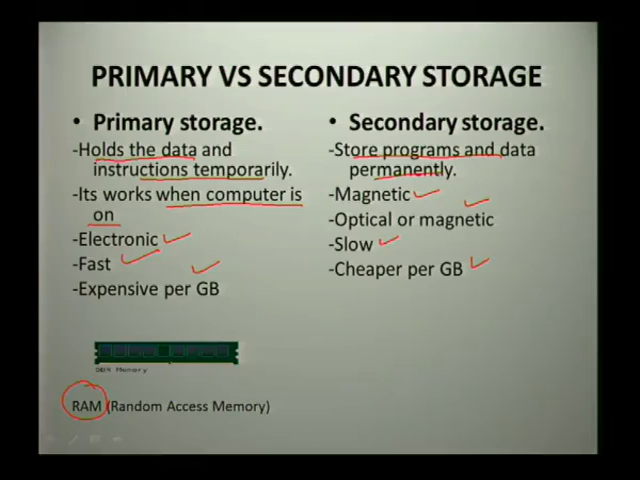 PRIMARY VS SECONDARY STORAGE
• Primary storage.
-Holds the data and
instructions temporarily.
-Its works when computer is
on
-Electronic
-Fast
-Expensive per GB
• Secondary storage.
-Store programs and data
permanently.
-Magnetic
-Optical or magnetic
-Slow
-Cheaper per GB
DDR Memory
RAM (Random Access Memory)